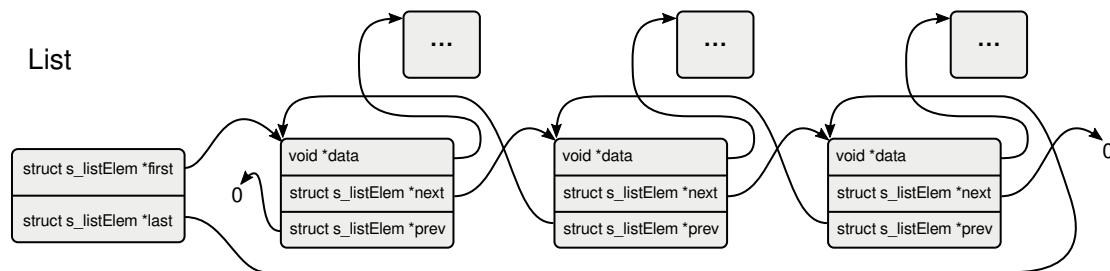 List
...
...
...
struct s_listElem *first
struct s_listElem *last
0
void *data
struct s_listElem *next
struct s_listElem *prev
void *data
struct s_listElem *next
struct s_listElem *prev
void *data
struct s_listElem *next
struct s_listElem *prev
0